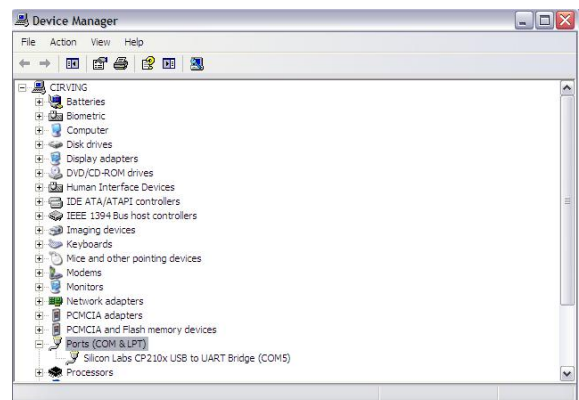 Device Manager
File Action View Help
CIRVING
Batteries
Biometric
Computer
Disk drives
Display adapters
DVD/CD-ROM drives
Human Interface Devices
IDE ATA/ATAPI controllers
IEEE 1394 Bus host controllers
Imaging devices
Keyboards
Mice and other pointing devices
Modems
Monitors
Network adapters
PCMCIA adapters
PCMCIA and Flash memory devices
Ports (COM & LPT)
Silicon Labs CP210x USB to UART Bridge (COM5)
Processors